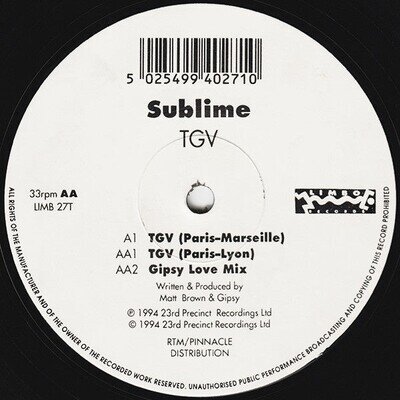 5 025499 402710
Sublime
TGV
33rpm AA
LIMB 27T
LIMBO
RECORDS
A1 TGV (Paris–Marseille)
AA1 TGV (Paris–Lyon)
AA2 Gipsy Love Mix
Written & Produced by
Matt Brown & Gipsy
℗ 1994 23rd Precinct Recordings Ltd
© 1994 23rd Precinct Recordings Ltd
RTM/PINNACLE
DISTRIBUTION
ALL RIGHTS OF THE MANUFACTURER AND OF THE OWNER OF THE RECORDED WORK RESERVED. UNAUTHORISED PUBLIC PERFORMANCE BROADCASTING AND COPYING OF THIS RECORD PROHIBITED